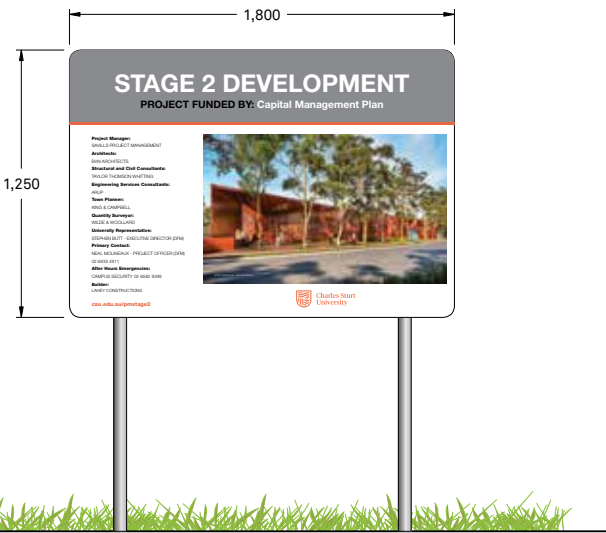 1,800
1,250
STAGE 2 DEVELOPMENT
PROJECT FUNDED BY: Capital Management Plan
Project Manager:
SAVILLS PROJECT MANAGEMENT
Architects:
BVN ARCHITECTS
Structural and Civil Consultants:
TAYLOR THOMSON WHITTING
Engineering Services Consultants:
ARUP
Town Planner:
KING & CAMPBELL
Quantity Surveyor:
WILDE & WOOLLARD
University Representation:
STEPHEN BUTT - EXECUTIVE DIRECTOR (DFM)
Primary Contact:
NEAL MOLINEAUX - PROJECT OFFICER (DFM)
After Hours Emergencies:
CAMPUS SECURITY 02
Builder:
LAHEY CONSTRUCTIONS
csu.edu.au/pmstage2
Charles Sturt
University